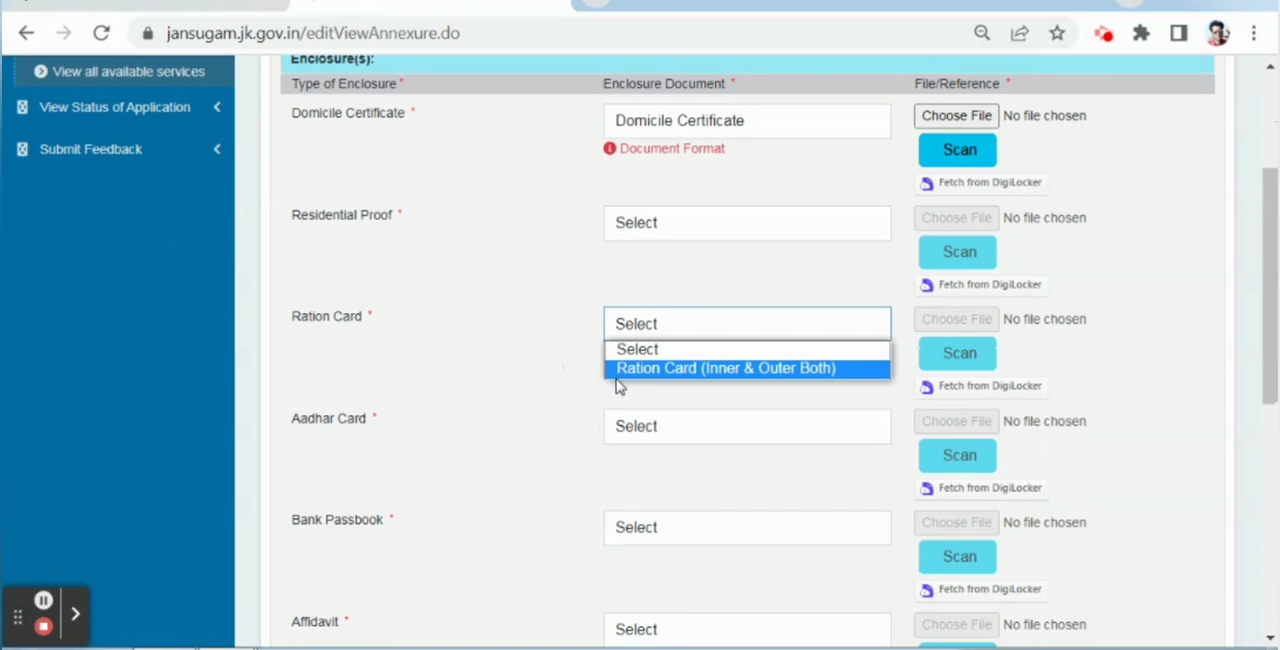 jansugam.jk.gov.in/editViewAnnexure.do
View all available services
View Status of Application
Submit Feedback
Enclosure(s):
Type of Enclosure * Enclosure Document * File/Reference *
Domicile Certificate * Domicile Certificate Choose File No file chosen
Document Format Scan
Fetch from DigiLocker
Residential Proof * Select Choose File No file chosen
Scan
Fetch from DigiLocker
Ration Card * Select Choose File No file chosen
Select Scan
Ration Card (Inner & Outer Both)
Fetch from DigiLocker
Aadhar Card * Select Choose File No file chosen
Scan
Fetch from DigiLocker
Bank Passbook * Select Choose File No file chosen
Scan
Fetch from DigiLocker
Affidavit * Select Choose File No file chosen